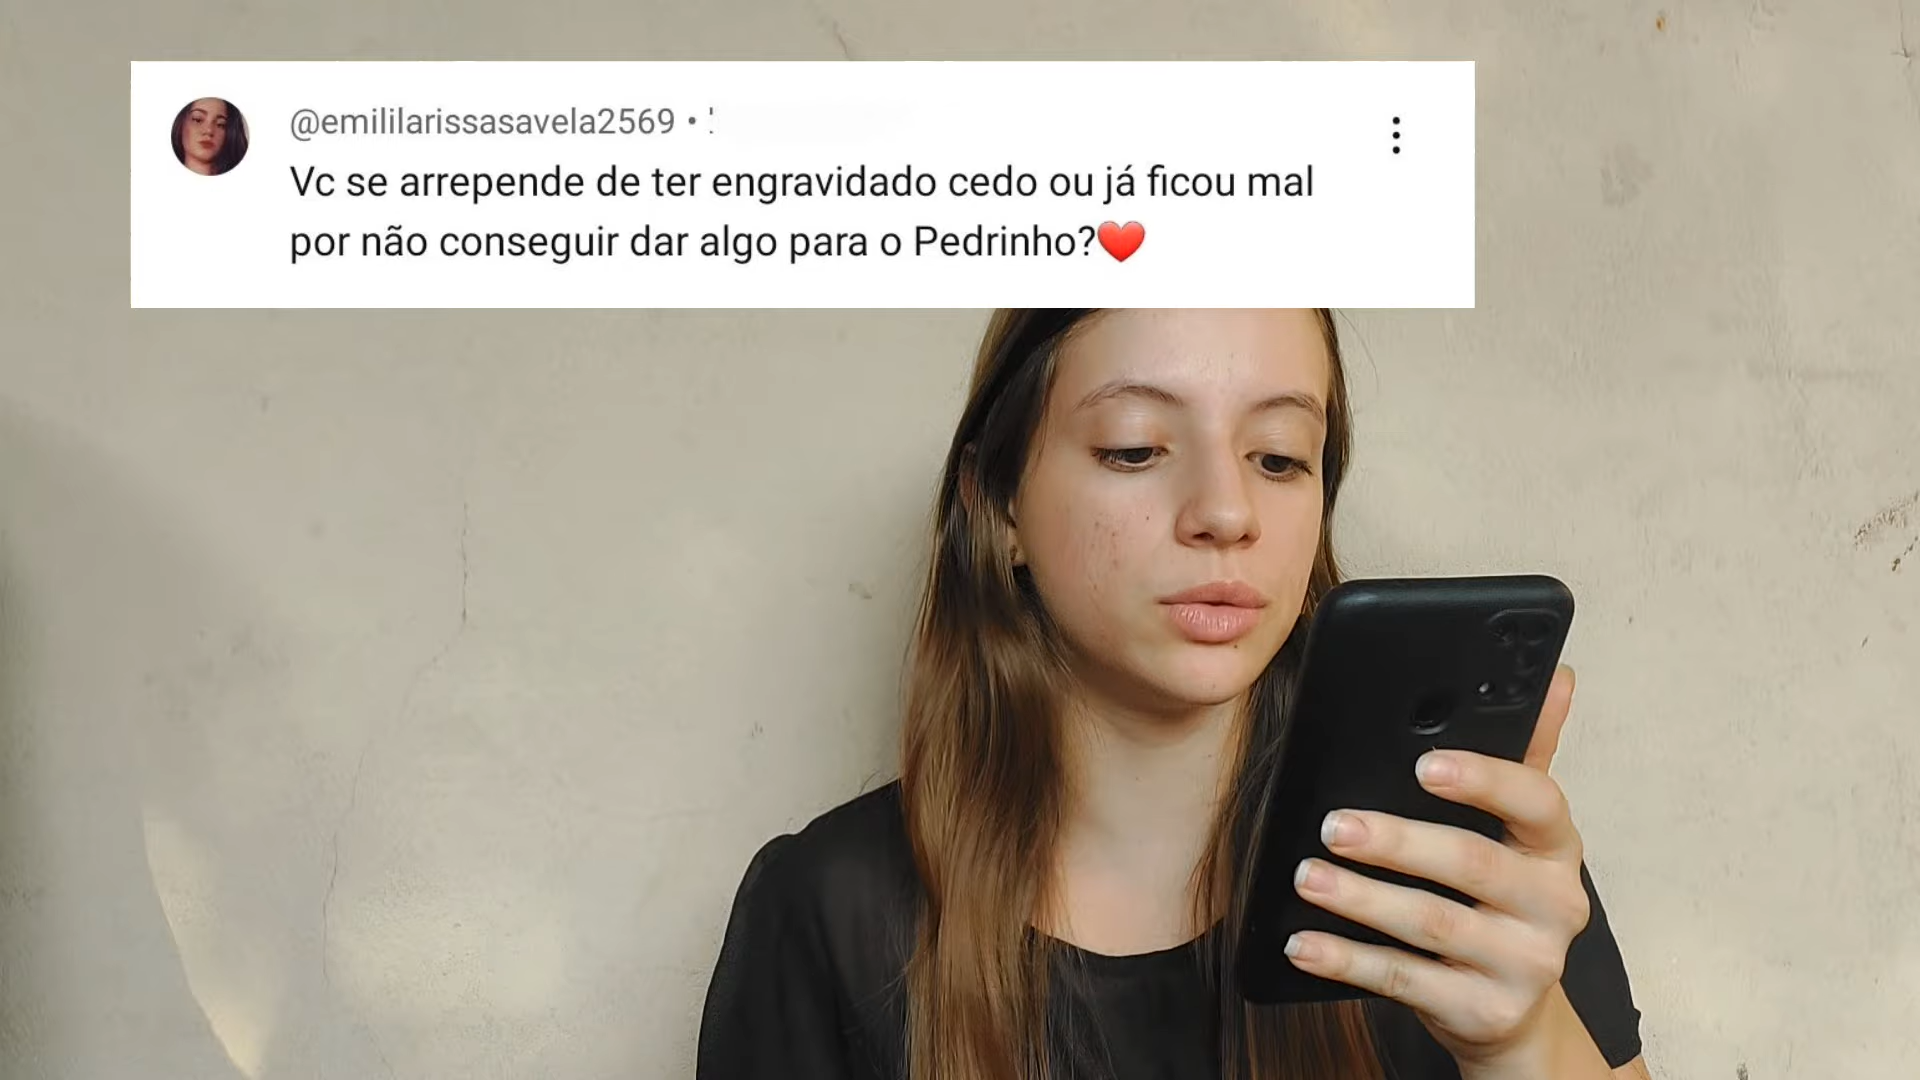 @emililarissasavela2569 •
Vc se arrepende de ter engravidado cedo ou já ficou mal
por não conseguir dar algo para o Pedrinho?❤️